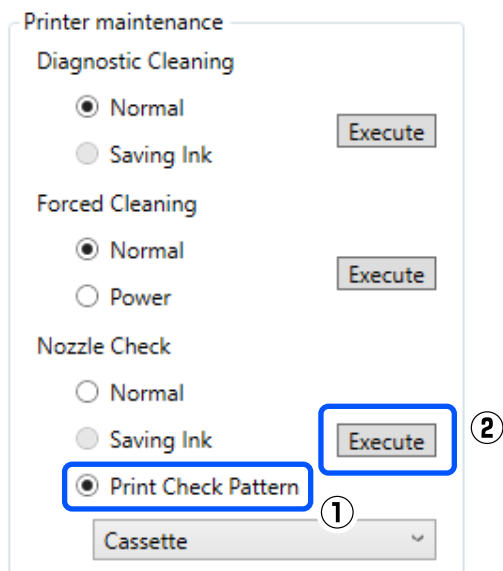 Printer maintenance
Diagnostic Cleaning
Normal
Execute
Saving Ink
Forced Cleaning
Normal
Execute
Power
Nozzle Check
Normal
Saving Ink
Execute
②
Print Check Pattern
①
Cassette